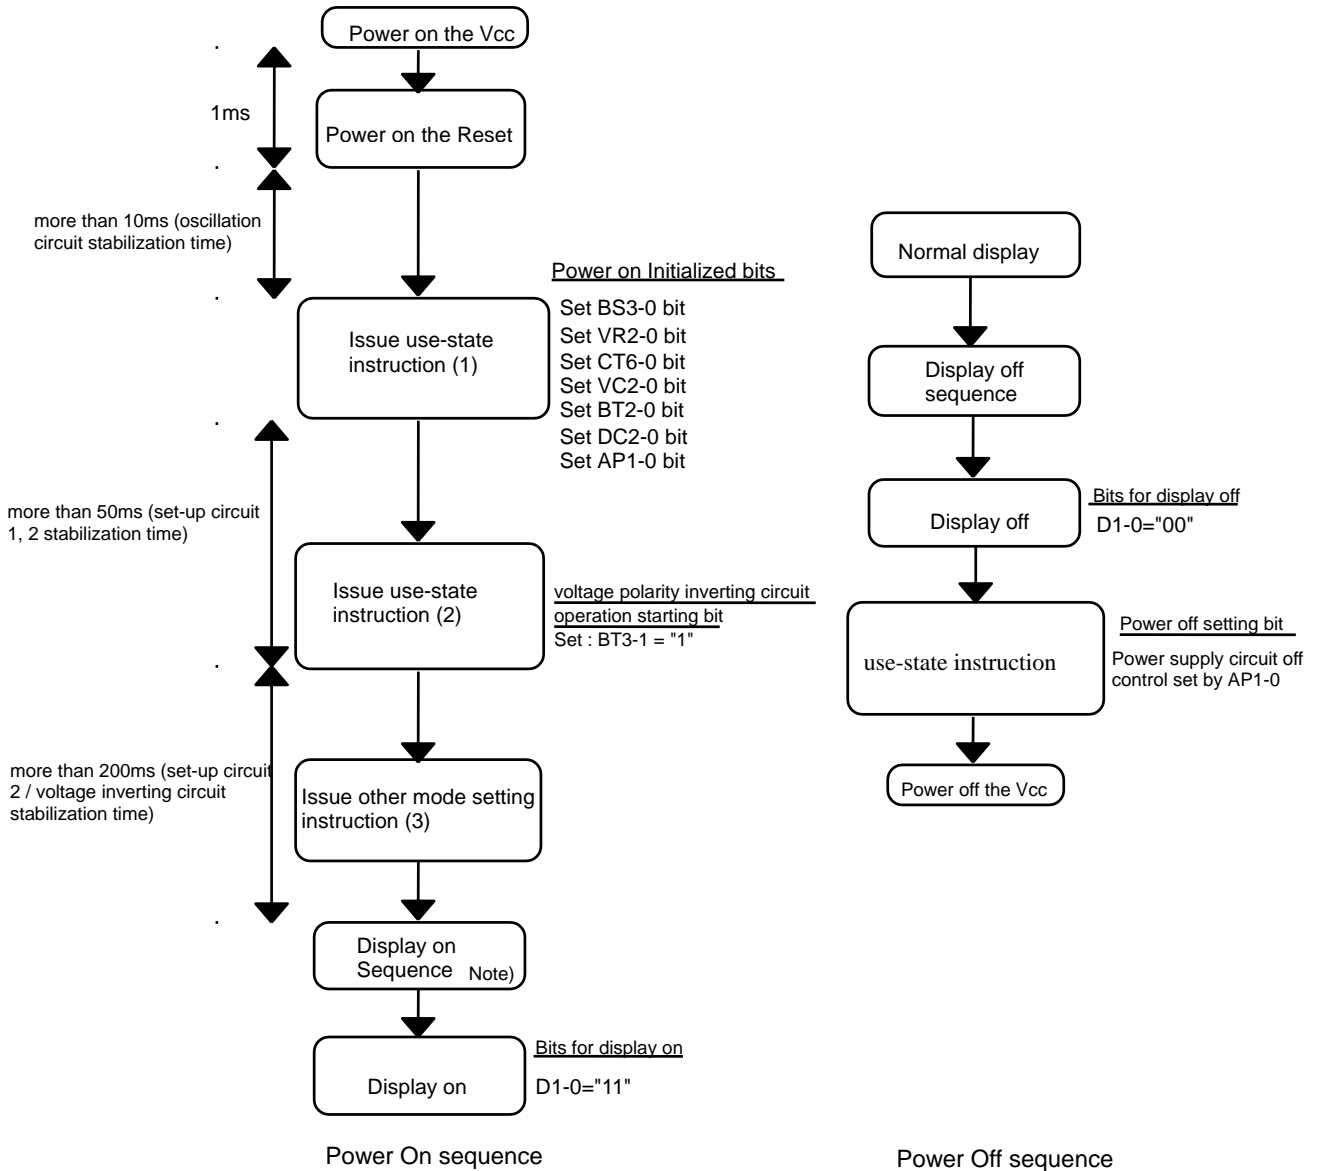 Power on the Vcc
1ms
Power on the Reset
more than 10ms (oscillation
circuit stabilization time)
Power on Initialized bits
Issue use-state
instruction (1)
Set BS3-0 bit
Set VR2-0 bit
Set CT6-0 bit
Set VC2-0 bit
Set BT2-0 bit
Set DC2-0 bit
Set AP1-0 bit
more than 50ms (set-up circuit
1, 2 stabilization time)
Issue use-state
instruction (2)
voltage polarity inverting circuit
operation starting bit
Set : BT3-1 = "1"
more than 200ms (set-up circuit
2 / voltage inverting circuit
stabilization time)
Issue other mode setting
instruction (3)
Display on
Sequence Note)
Display on
Bits for display on
D1-0="11"
Power On sequence
Normal display
Display off
sequence
Display off
Bits for display off
D1-0="00"
use-state instruction
Power off setting bit
Power supply circuit off
control set by AP1-0
Power off the Vcc
Power Off sequence